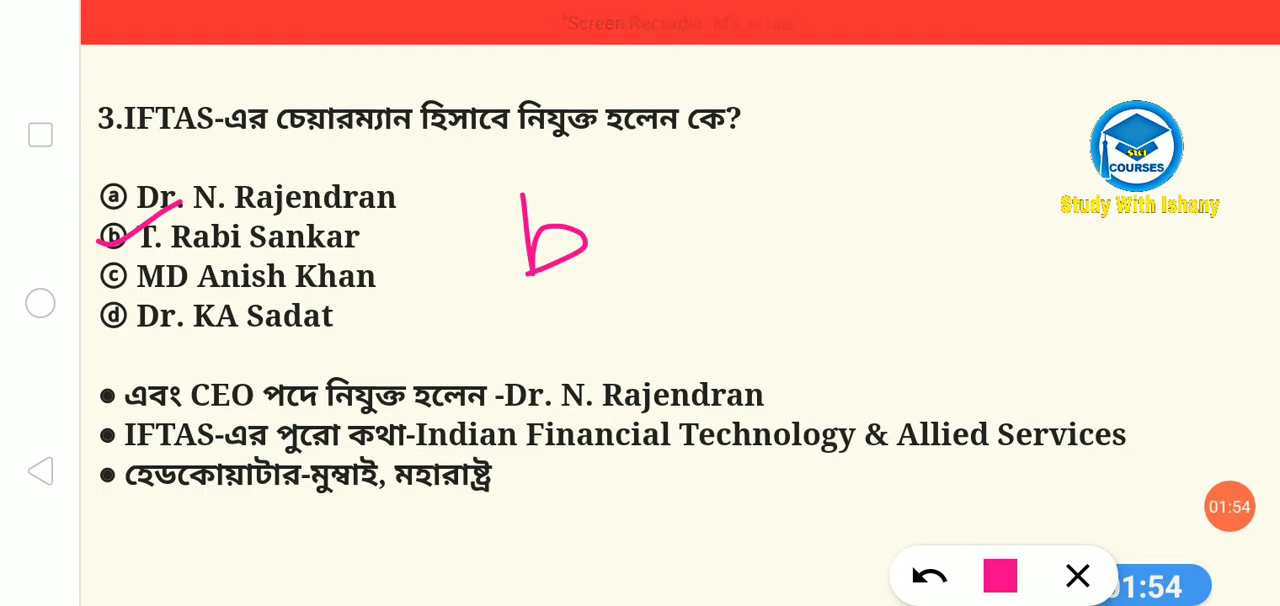 3.IFTAS-এর চেয়ারম্যান হিসাবে নিযুক্ত হলেন কে?
ⓐ Dr. N. Rajendran
ⓑ T. Rabi Sankar
b
ⓒ MD Anish Khan
ⓓ Dr. KA Sadat
● এবং CEO পদে নিযুক্ত হলেন -Dr. N. Rajendran
● IFTAS-এর পুরো কথা-Indian Financial Technology & Allied Services
● হেডকোয়াটার-মুম্বাই, মহারাষ্ট্র
COURSES
Study With Ishany
01:54
1:54